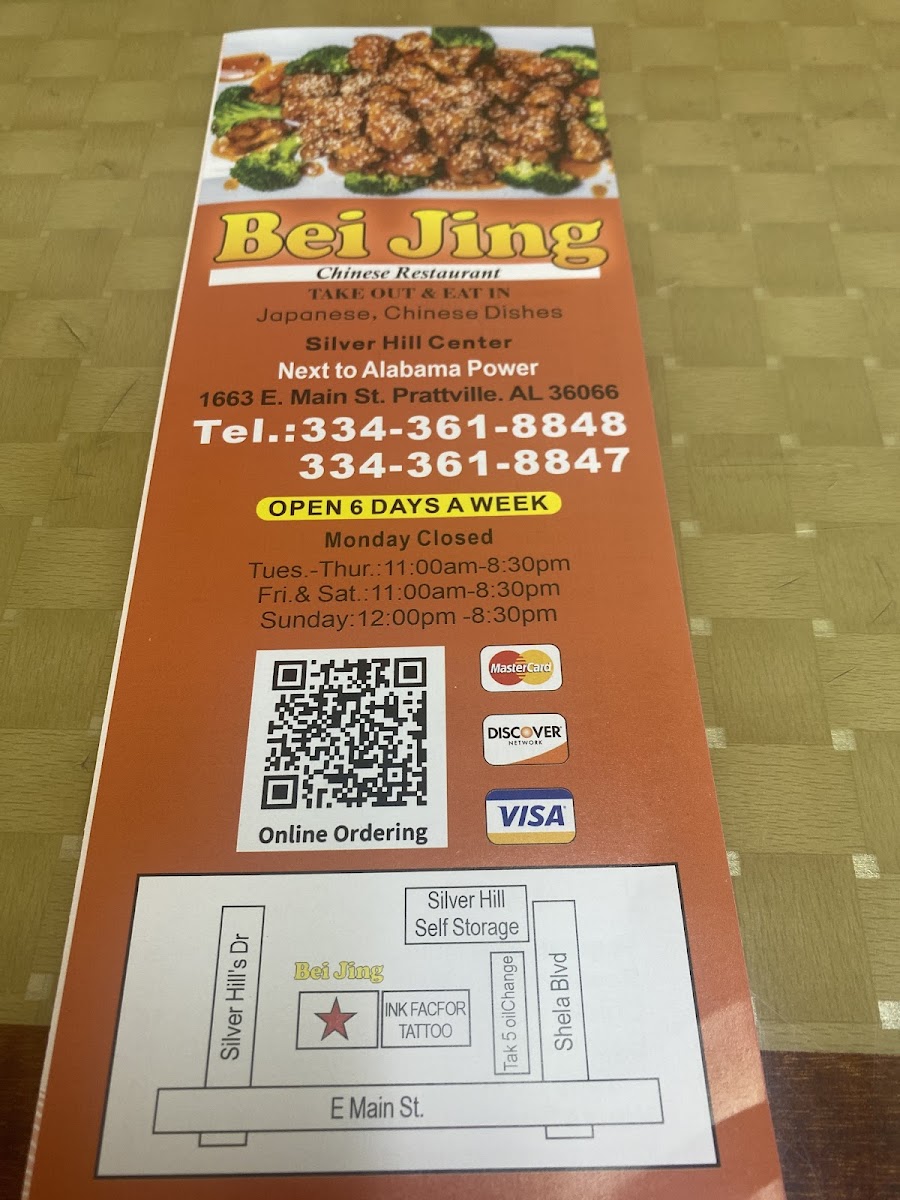 Bei Jing
Chinese Restaurant
TAKE OUT & EAT IN
Japanese, Chinese Dishes
Silver Hill Center
Next to Alabama Power
1663 E. Main St. Prattville. AL 36066
Tel.:334-361-8848
334-361-8847
OPEN 6 DAYS A WEEK
Monday Closed
Tues.-Thur.:11:00am-8:30pm
Fri.& Sat.:11:00am-8:30pm
Sunday:12:00pm -8:30pm
MasterCard
DISCOVER
NETWORK
VISA
Online Ordering
Silver Hill
Self Storage
Silver Hill's Dr
Bei Jing
INK FACFOR
TATTOO
Tak 5 oilChange
Shela Blvd
E Main St.